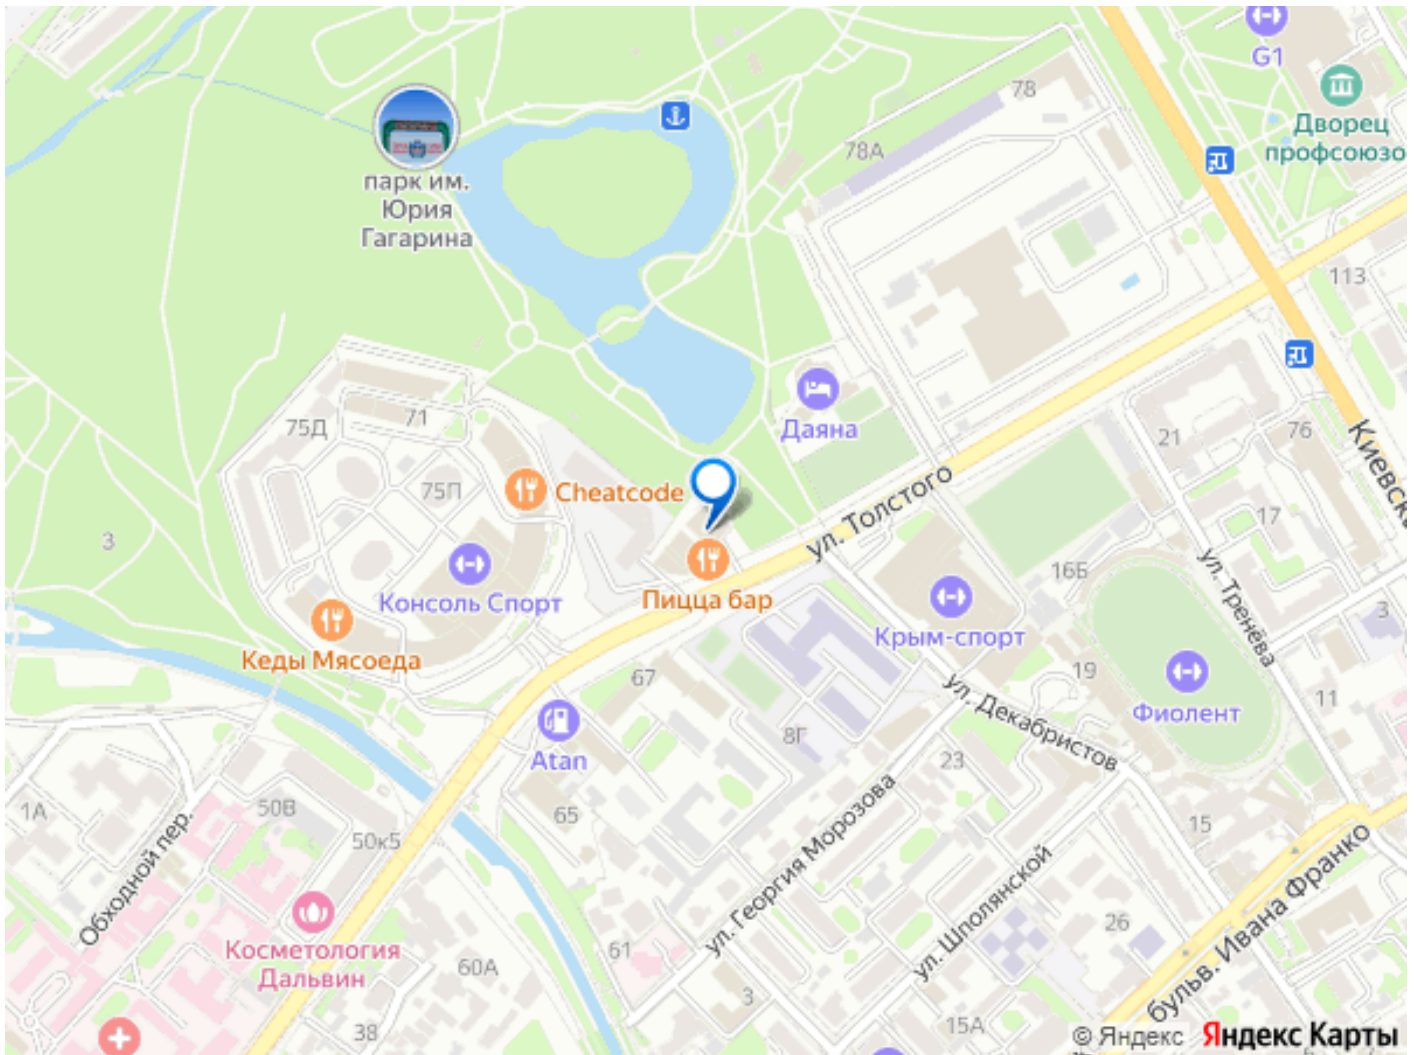 G1
Дворец
профсоюзо
78
78А
парк им.
Юрия
Гагарина
113
Даяна
75Д
71
75П
Cheatcode
21
76
Киевска
ул. Толстого
17
3
Консоль Спорт
Пицца бар
16Б
ул. Тренёва
3
Кеды Мясоеда
Крым-спорт
67
19
11
ул. Декабристов
Фиолент
8Г
Atan
23
1А
50В
65
50к5
15
Обходной пер.
ул. Георгия Морозова
ул. Шполянской
бульв. Ивана Франко
Косметология
Дальвин
61
26
60А
3
38
15А
© Яндекс Яндекс Карты